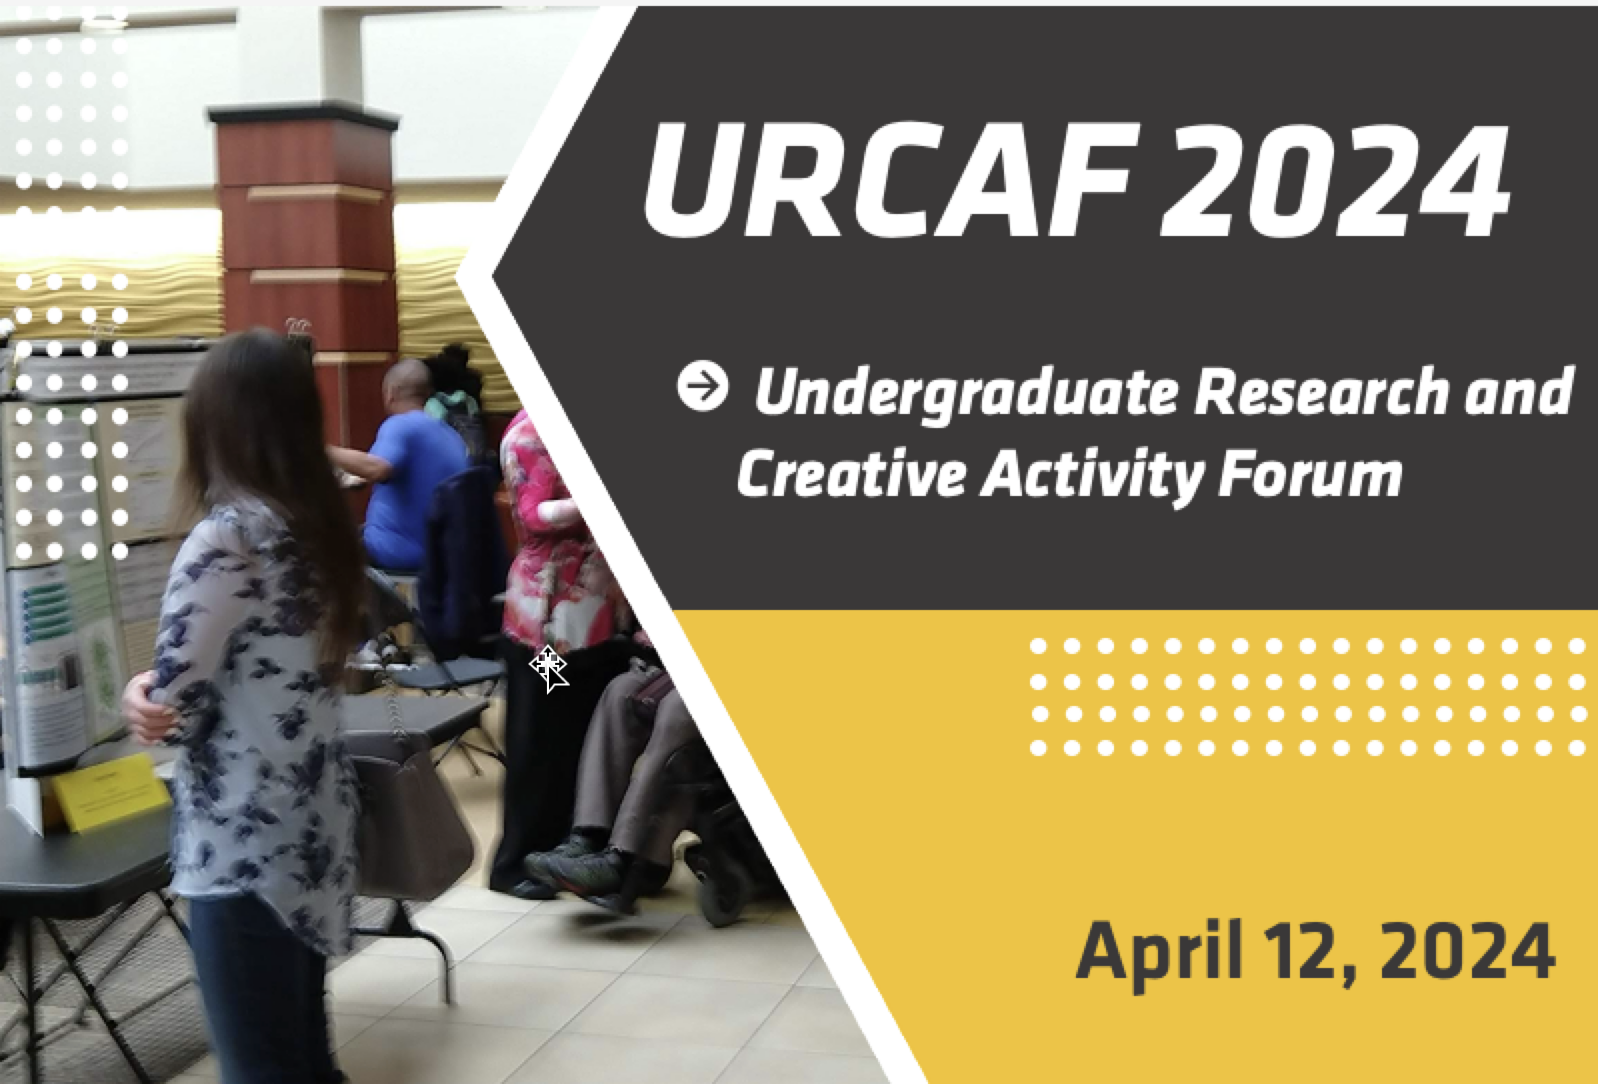 URCAF 2024
Undergraduate Research and
Creative Activity Forum
April 12, 2024